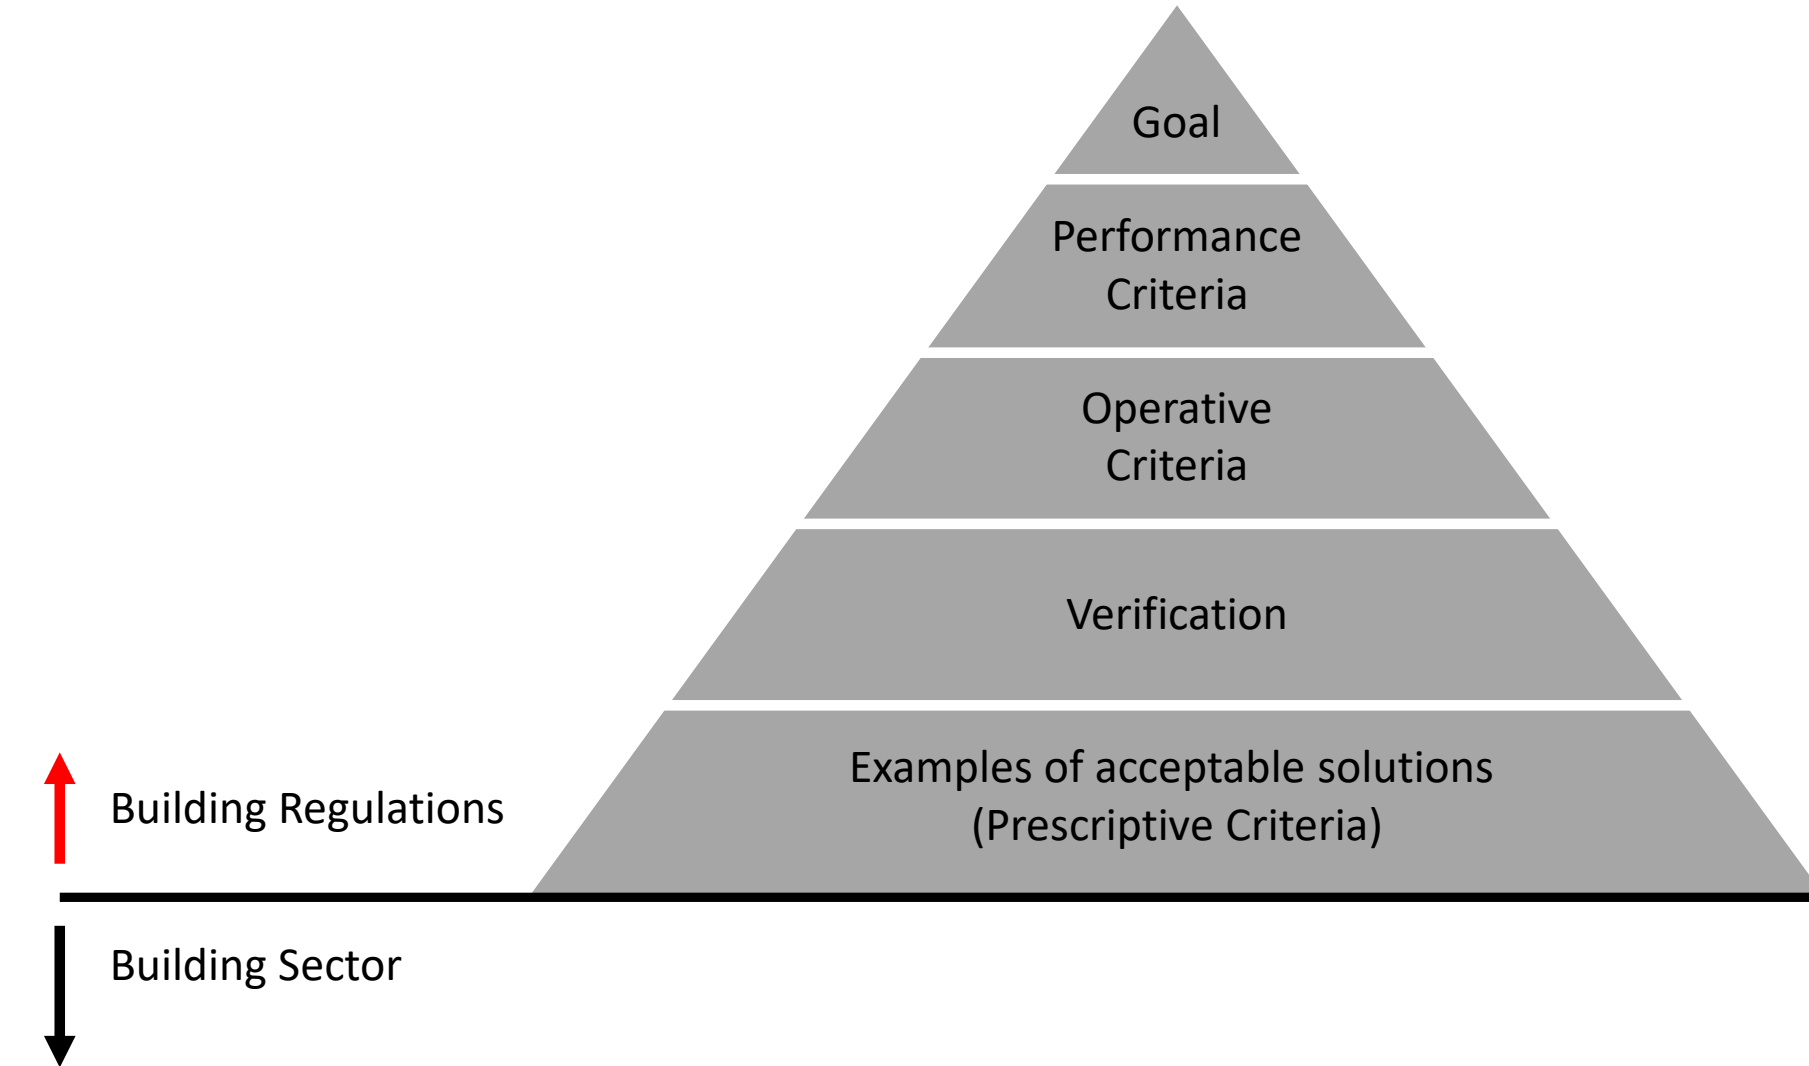 Goal
Performance
Criteria
Operative
Criteria
Verification
Examples of acceptable solutions
(Prescriptive Criteria)
Building Regulations
Building Sector